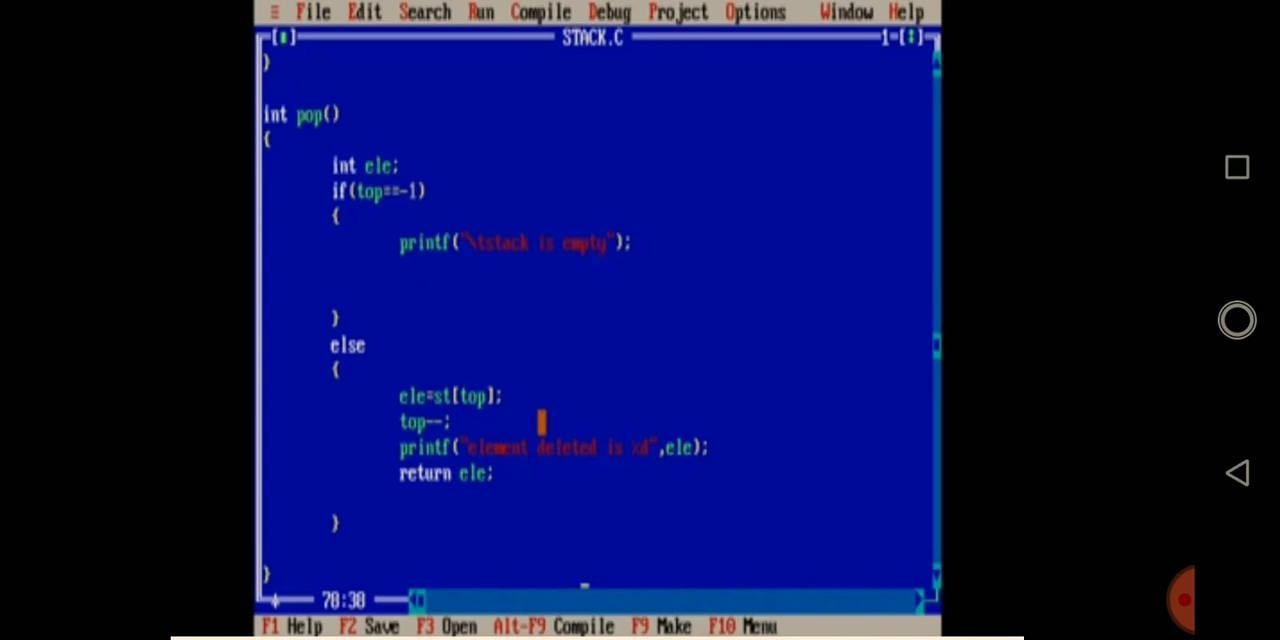 ≡ File Edit Search Run Compile Debug Project Options Window Help
[▪] STACK.C 1-[↕]
}
int pop()
{
int ele;
if(top==-1)
{
printf("\tstack is empty");
}
else
{
ele=st[top];
top--;
printf("element deleted is %d",ele);
return ele;
}
}
78:38
F1 Help F2 Save F3 Open Alt-F9 Compile F9 Make F10 Menu